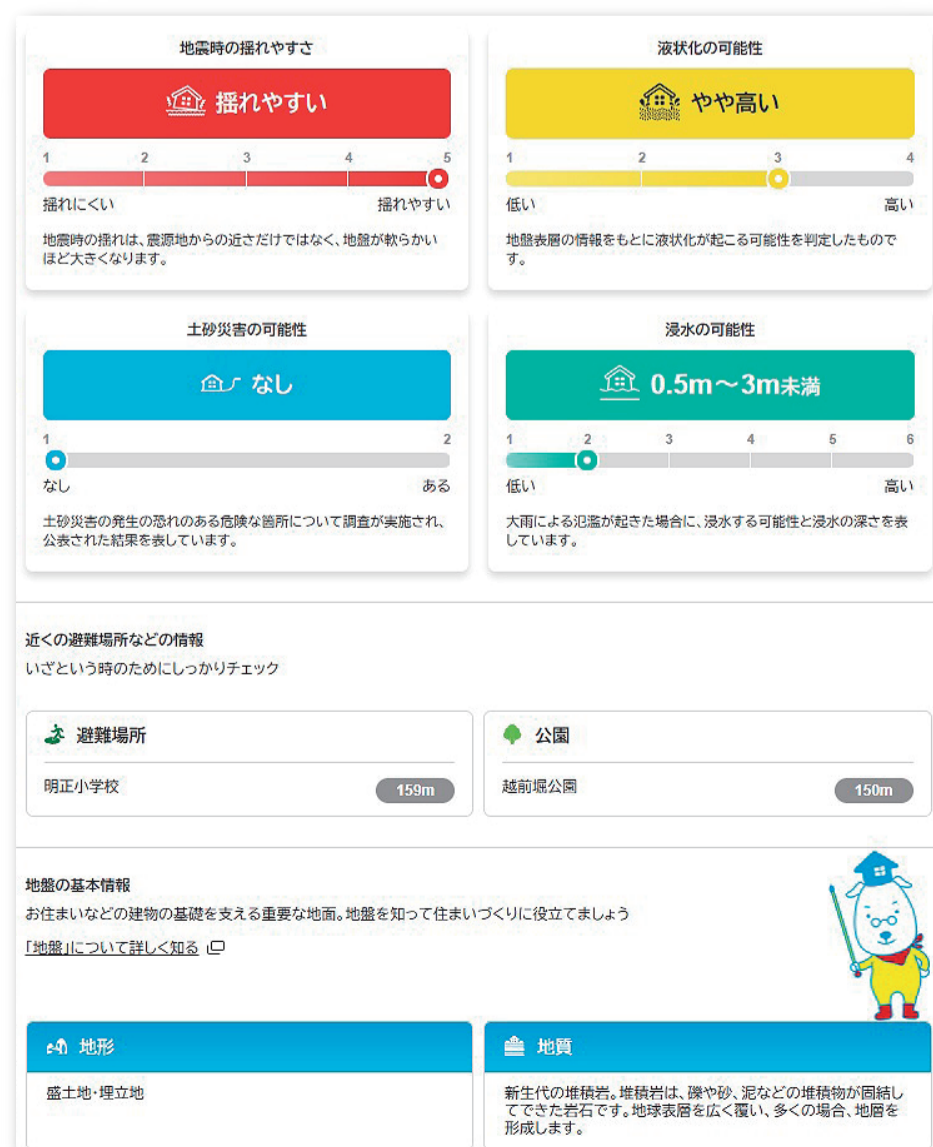 地震時の揺れやすさ
揺れやすい
1 2 3 4 5
揺れにくい 揺れやすい
地震時の揺れは、震源地からの近さだけではなく、地盤が軟らかい
ほど大きくなります。
液状化の可能性
やや高い
1 2 3 4
低い 高い
地盤表層の情報をもとに液状化が起こる可能性を判定したもので
す。
土砂災害の可能性
なし
1 2
なし ある
土砂災害の発生の恐れのある危険な箇所について調査が実施され、
公表された結果を表しています。
浸水の可能性
0.5m～3m未満
1 2 3 4 5 6
低い 高い
大雨による氾濫が起きた場合に、浸水する可能性と浸水の深さを表
しています。
近くの避難場所などの情報
いざという時のためにしっかりチェック
避難場所
明正小学校 159m
公園
越前堀公園 150m
地盤の基本情報
お住まいなどの建物の基礎を支える重要な地面。地盤を知って住まいづくりに役立てましょう
「地盤」について詳しく知る
地形
盛土地・埋立地
地質
新生代の堆積岩。堆積岩は、礫や砂、泥などの堆積物が固結し
てできた岩石です。地球表層を広く覆い、多くの場合、地層を
形成します。